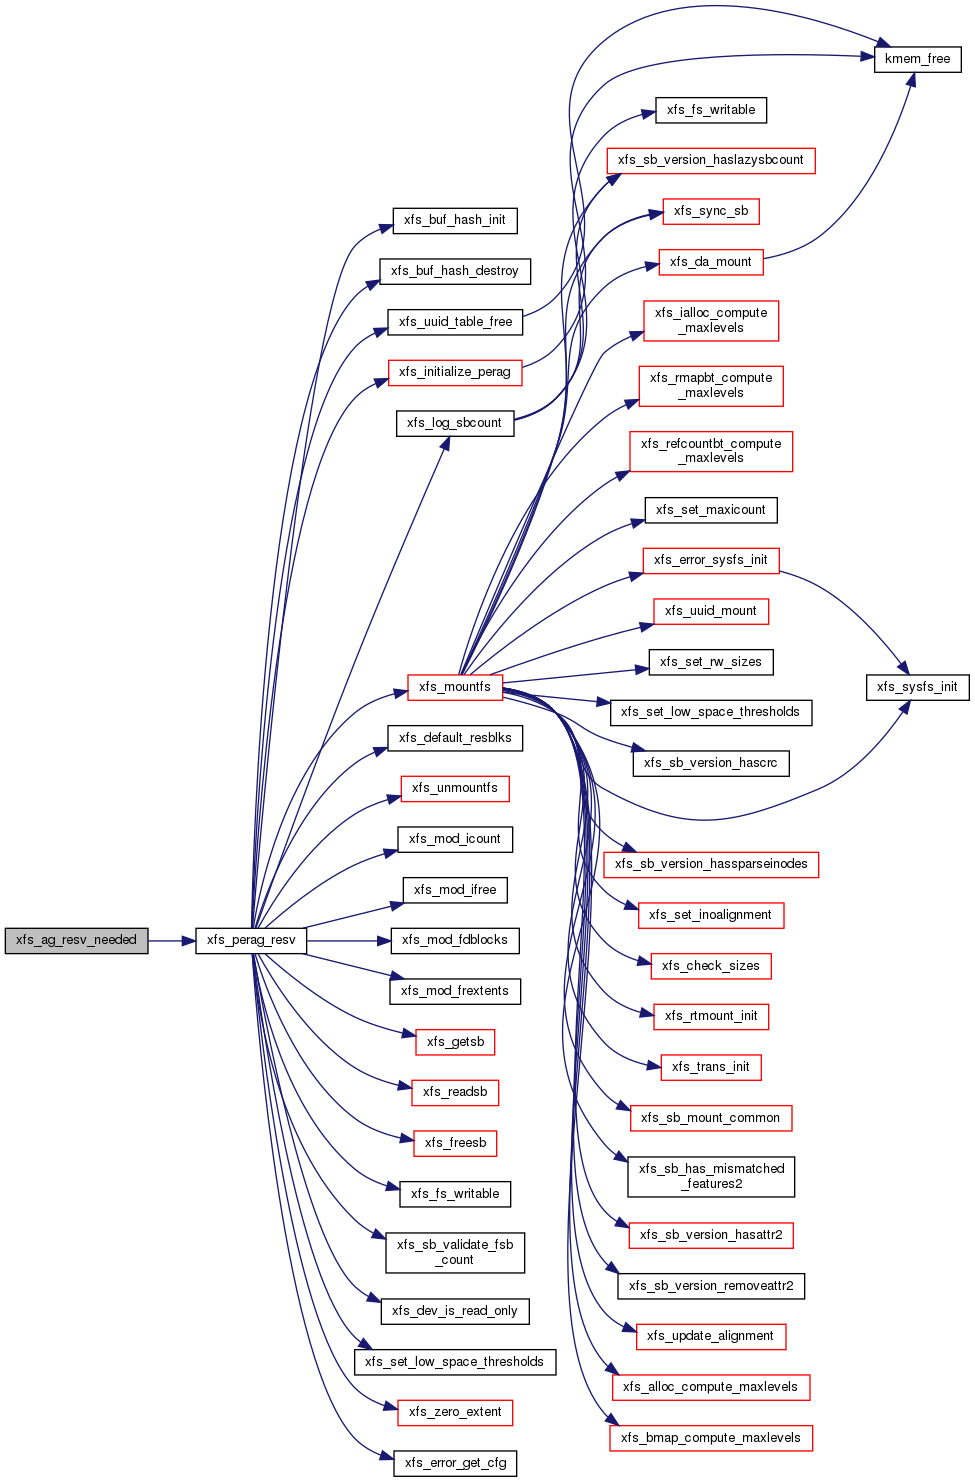 kmem_free
xfs_fs_writable
xfs_sb_version_haslazysbcount
xfs_sync_sb
xfs_buf_hash_init
xfs_da_mount
xfs_buf_hash_destroy
xfs_ialloc_compute
_maxlevels
xfs_uuid_table_free
xfs_initialize_perag
xfs_rmapbt_compute
_maxlevels
xfs_log_sbcount
xfs_refcountbt_compute
_maxlevels
xfs_set_maxicount
xfs_error_sysfs_init
xfs_uuid_mount
xfs_set_rw_sizes
xfs_mountfs
xfs_sysfs_init
xfs_set_low_space_thresholds
xfs_default_resblks
xfs_sb_version_hascrc
xfs_unmountfs
xfs_mod_icount
xfs_sb_version_hassparseinodes
xfs_mod_ifree
xfs_set_inoalignment
xfs_ag_resv_needed
xfs_perag_resv
xfs_mod_fdblocks
xfs_check_sizes
xfs_mod_frextents
xfs_rtmount_init
xfs_getsb
xfs_trans_init
xfs_readsb
xfs_sb_mount_common
xfs_freesb
xfs_sb_has_mismatched
_features2
xfs_fs_writable
xfs_sb_version_hasattr2
xfs_sb_validate_fsb
_count
xfs_sb_version_removeattr2
xfs_dev_is_read_only
xfs_update_alignment
xfs_set_low_space_thresholds
xfs_alloc_compute_maxlevels
xfs_zero_extent
xfs_bmap_compute_maxlevels
xfs_error_get_cfg